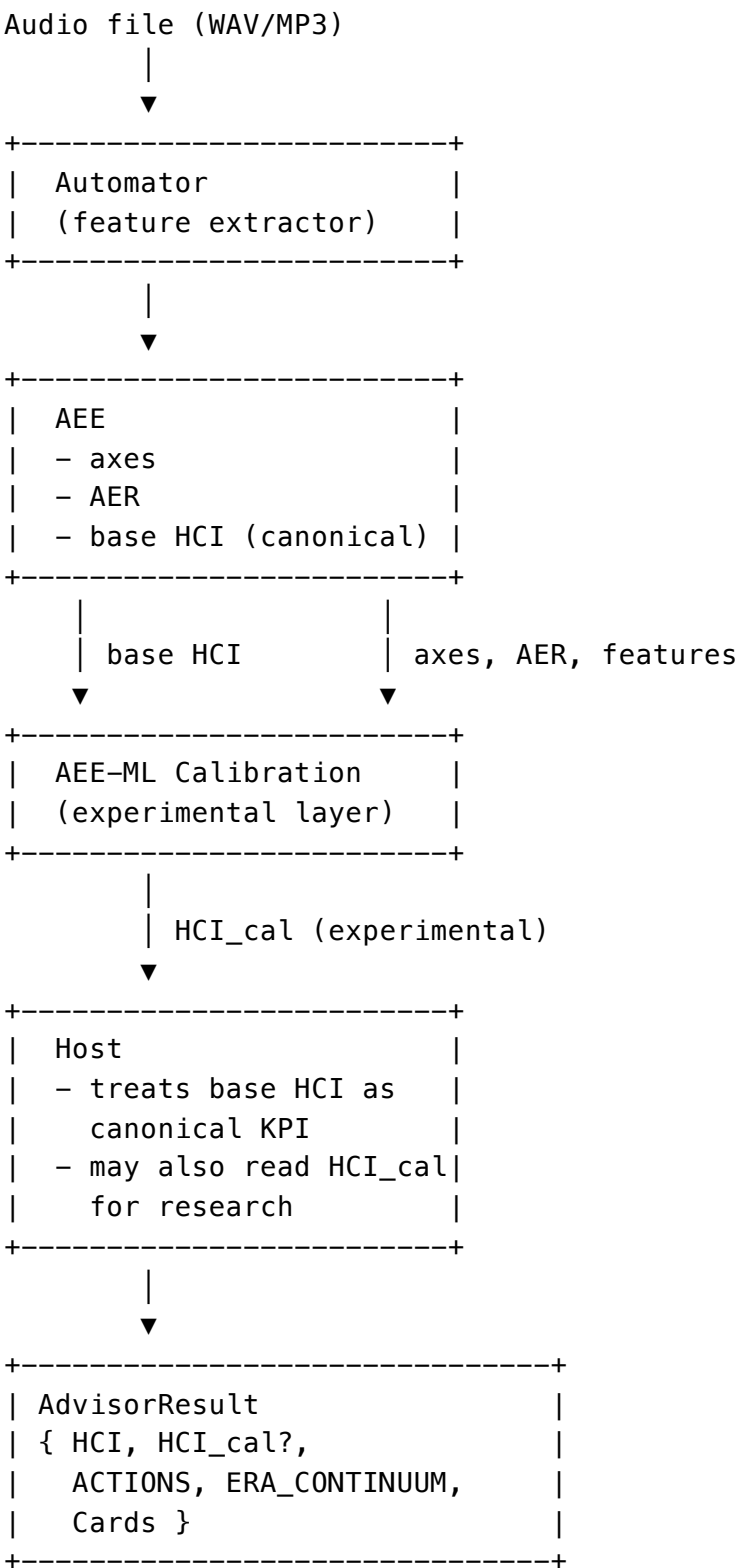 Audio file (WAV/MP3)
│
▼
+−−−−−−−−−−−−−−−−−−−−−−−−−+
|  Automator              |
|  (feature extractor)    |
+−−−−−−−−−−−−−−−−−−−−−−−−−+
│
▼
+−−−−−−−−−−−−−−−−−−−−−−−−−+
|  AEE                    |
|  − axes                 |
|  − AER                  |
|  − base HCI (canonical) |
+−−−−−−−−−−−−−−−−−−−−−−−−−+
│                 │
│ base HCI        │ axes, AER, features
▼                 ▼
+−−−−−−−−−−−−−−−−−−−−−−−−−+
|  AEE−ML Calibration     |
|  (experimental layer)   |
+−−−−−−−−−−−−−−−−−−−−−−−−−+
│
│ HCI_cal (experimental)
▼
+−−−−−−−−−−−−−−−−−−−−−−−−−+
|  Host                   |
|  − treats base HCI as   |
|    canonical KPI        |
|  − may also read HCI_cal|
|    for research         |
+−−−−−−−−−−−−−−−−−−−−−−−−−+
│
▼
+−−−−−−−−−−−−−−−−−−−−−−−−−−−−−−−+
| AdvisorResult                 |
| { HCI, HCI_cal?,              |
|   ACTIONS, ERA_CONTINUUM,     |
|   Cards }                     |
+−−−−−−−−−−−−−−−−−−−−−−−−−−−−−−−+